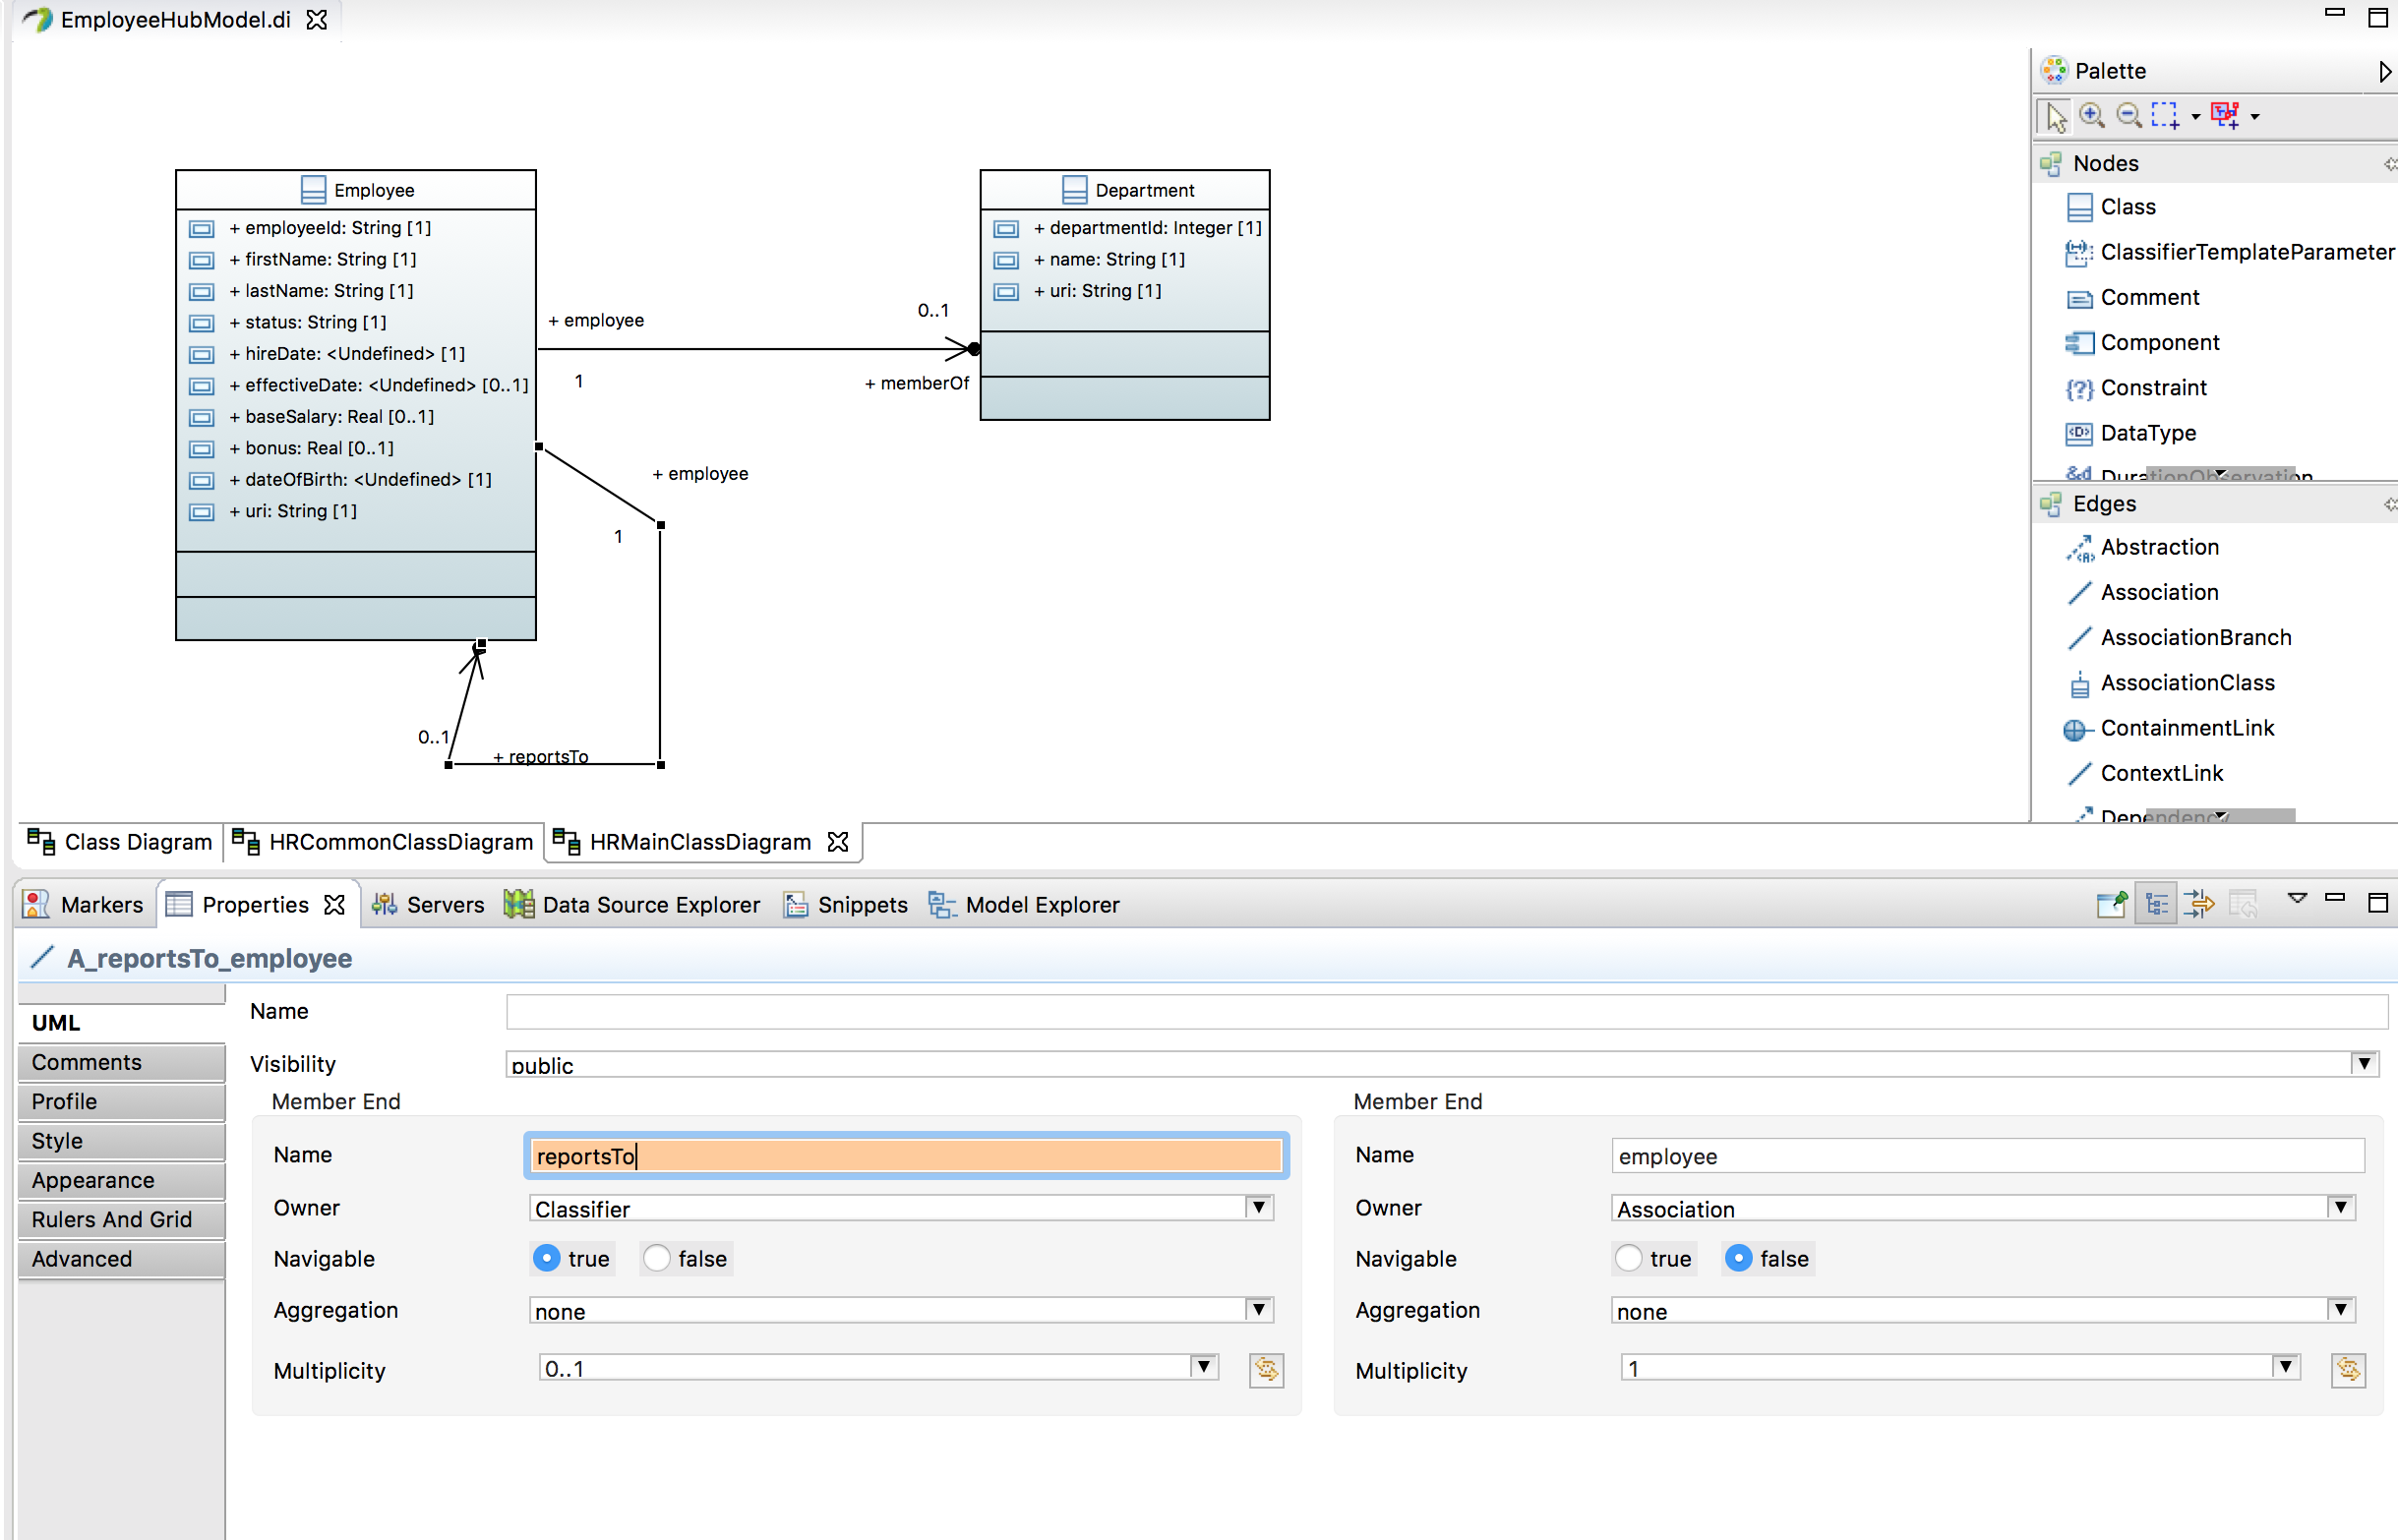 EmployeeHubModel.di
Palette
Nodes
Class
ClassifierTemplateParameter
Comment
Component
Constraint
DataType
DurationObservation
Edges
Abstraction
Association
AssociationBranch
AssociationClass
ContainmentLink
ContextLink
Dependency
Employee
+ employeeId: String [1]
+ firstName: String [1]
+ lastName: String [1]
+ status: String [1]
+ hireDate: <Undefined> [1]
+ effectiveDate: <Undefined> [0..1]
+ baseSalary: Real [0..1]
+ bonus: Real [0..1]
+ dateOfBirth: <Undefined> [1]
+ uri: String [1]
+ employee
1
0..1
+ memberOf
Department
+ departmentId: Integer [1]
+ name: String [1]
+ uri: String [1]
+ employee
1
0..1
+ reportsTo
Class Diagram
HRCommonClassDiagram
HRMainClassDiagram
Markers
Properties
Servers
Data Source Explorer
Snippets
Model Explorer
A_reportsTo_employee
UML
Comments
Profile
Style
Appearance
Rulers And Grid
Advanced
Name
Visibility
public
Member End
Name
reportsTo
Owner
Classifier
Navigable
true
false
Aggregation
none
Multiplicity
0..1
Member End
Name
employee
Owner
Association
Navigable
true
false
Aggregation
none
Multiplicity
1